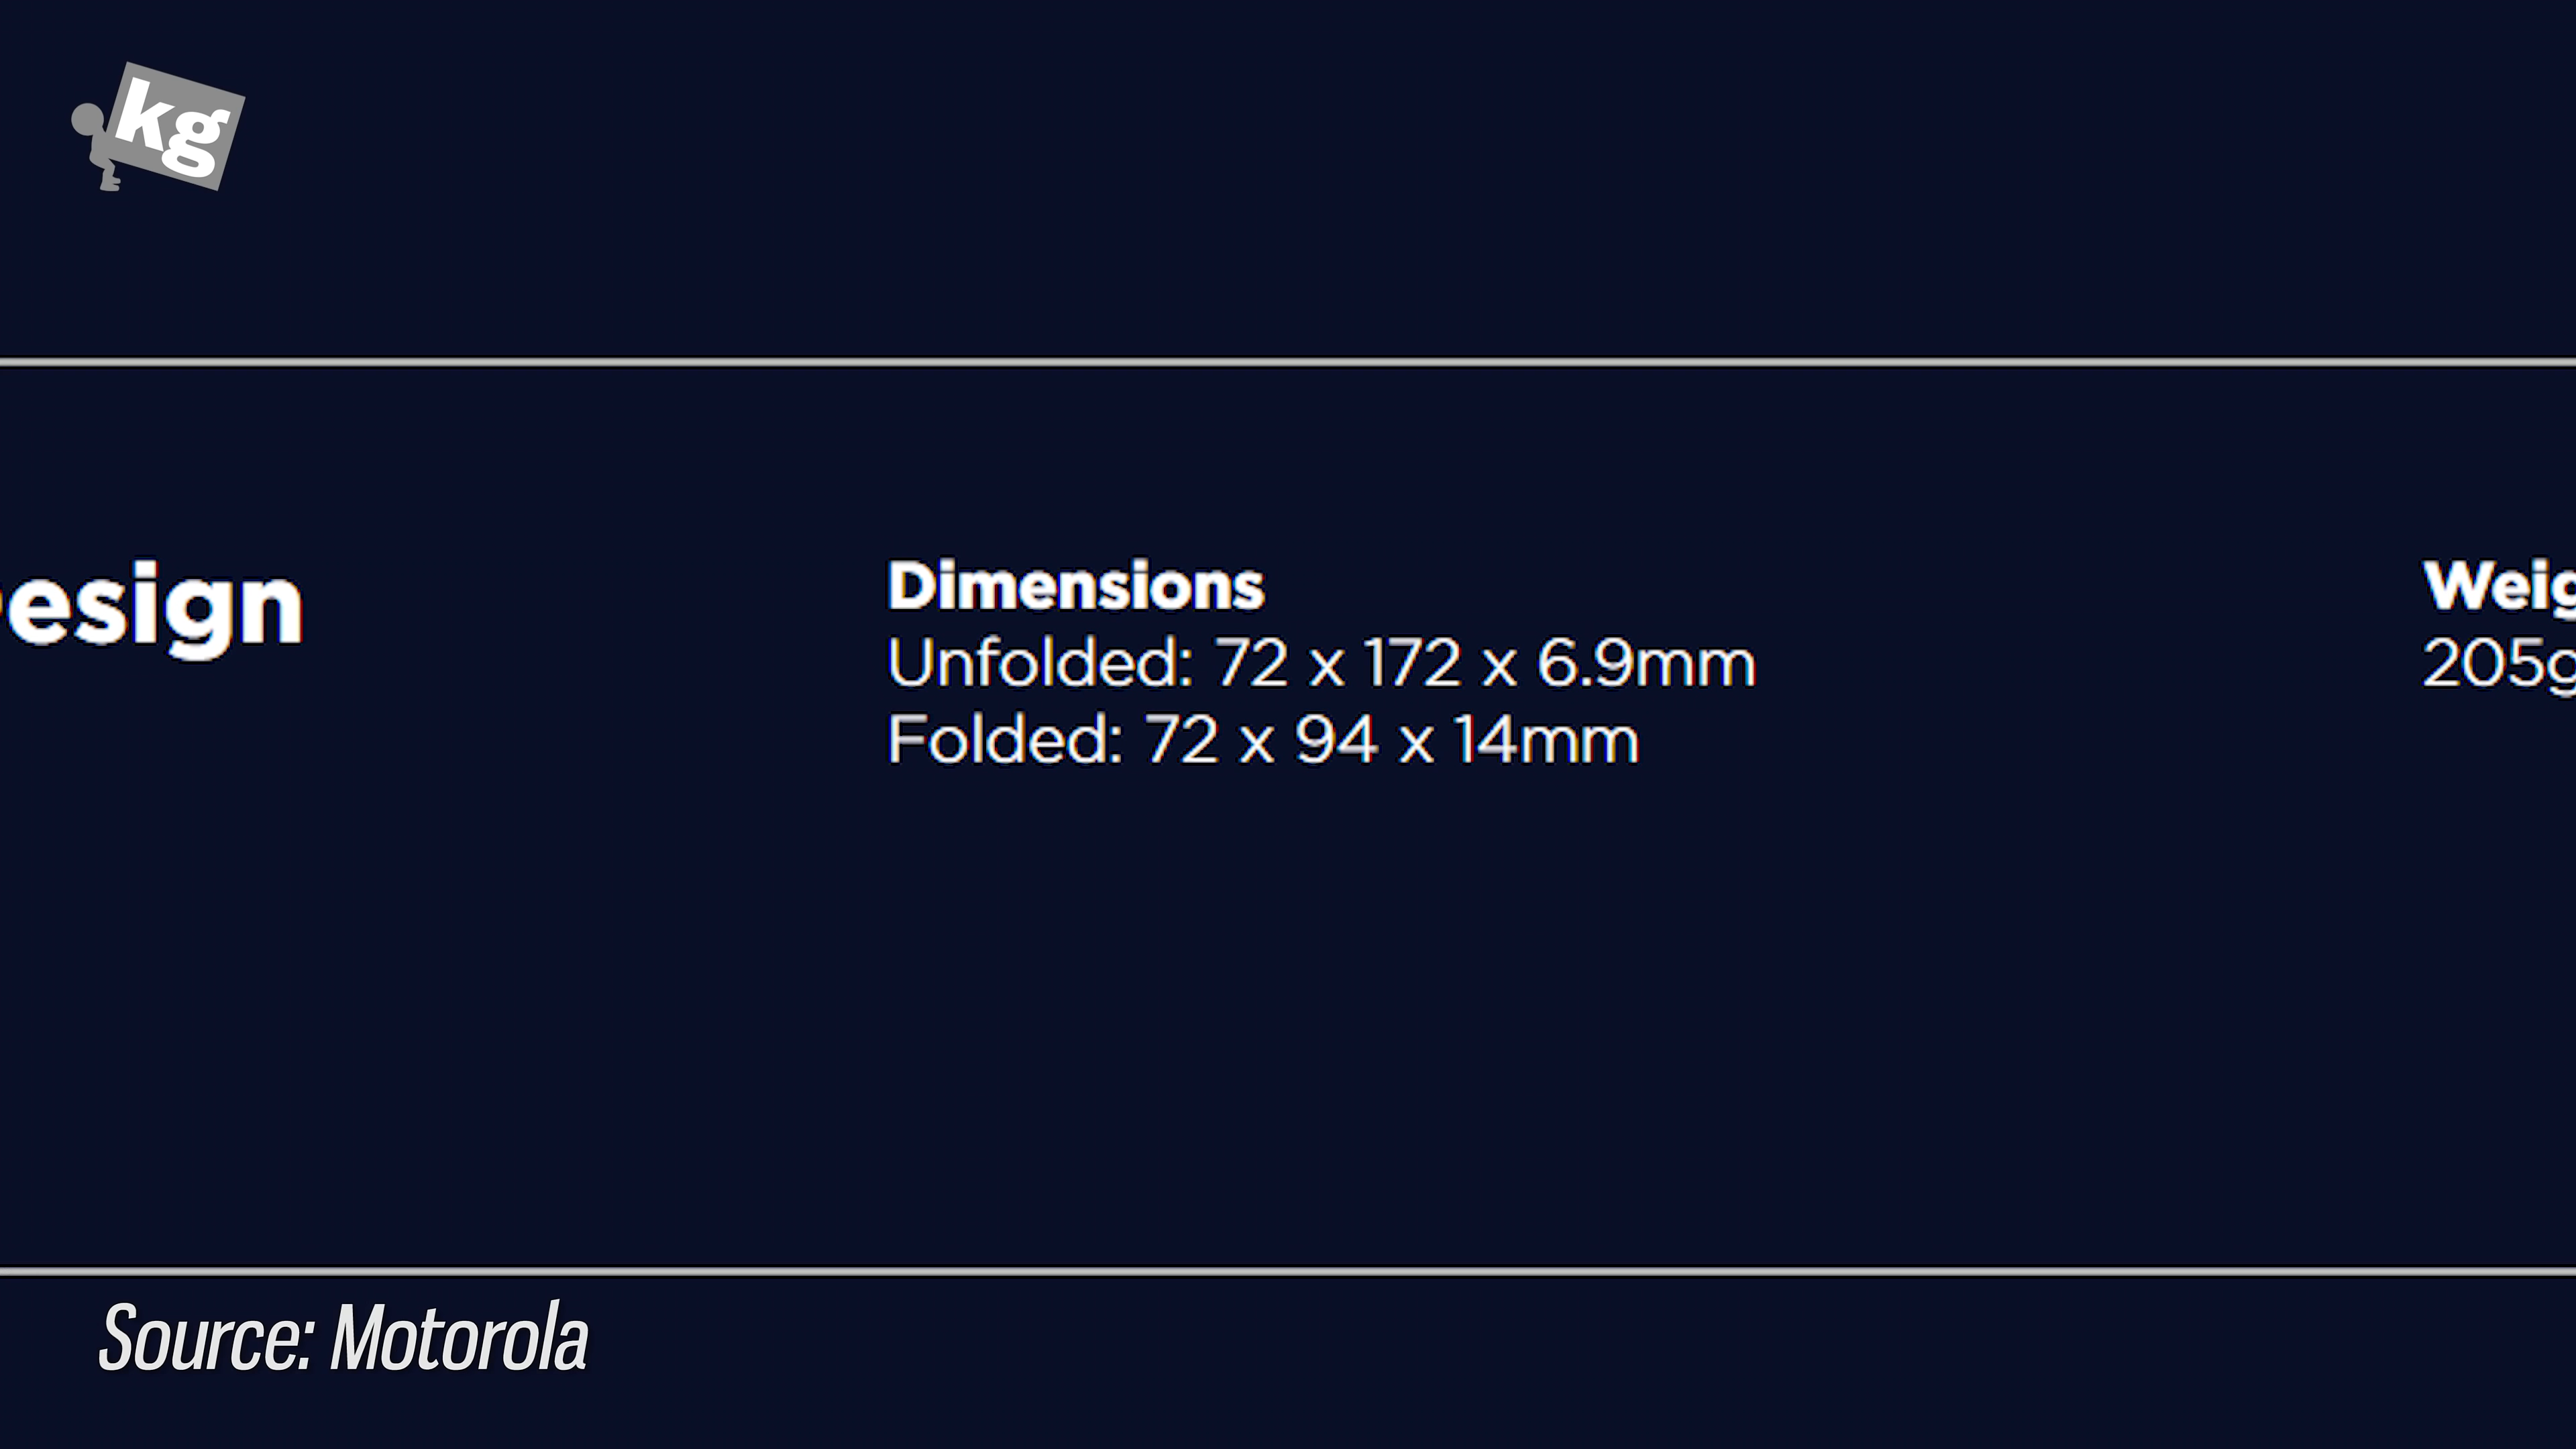 kg
esign
Dimensions
Unfolded: 72 x 172 x 6.9mm
Folded: 72 x 94 x 14mm
Weig
205g
Source: Motorola